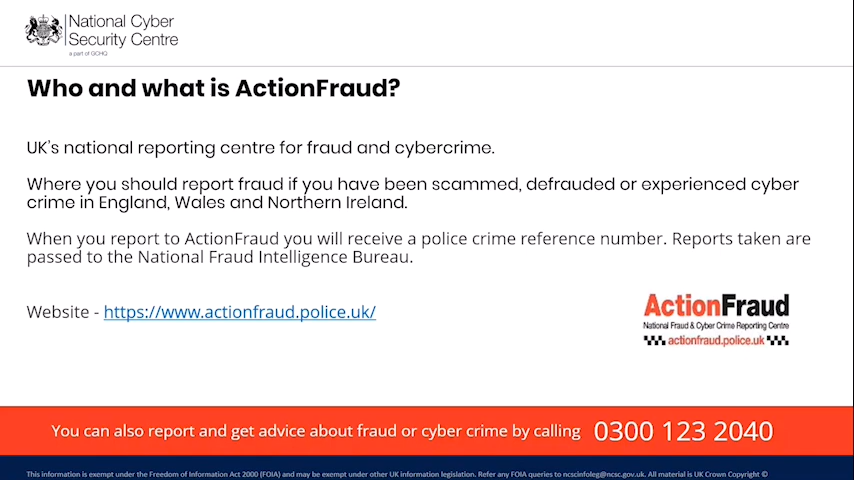 National Cyber
Security Centre
a part of GCHQ
Who and what is ActionFraud?
UK's national reporting centre for fraud and cybercrime.
Where you should report fraud if you have been scammed, defrauded or experienced cyber
crime in England, Wales and Northern Ireland.
When you report to ActionFraud you will receive a police crime reference number. Reports taken are
passed to the National Fraud Intelligence Bureau.
Website - https://www.actionfraud.police.uk/
ActionFraud
National Fraud & Cyber Crime Reporting Centre
actionfraud.police.uk
You can also report and get advice about fraud or cyber crime by calling 0300 123 2040
This information is exempt under the Freedom of Information Act 2000 (FOIA) and may be exempt under other UK information legislation. Refer any FOIA queries to ncscinfoleg@ncsc.gov.uk. All material is UK Crown Copyright ©